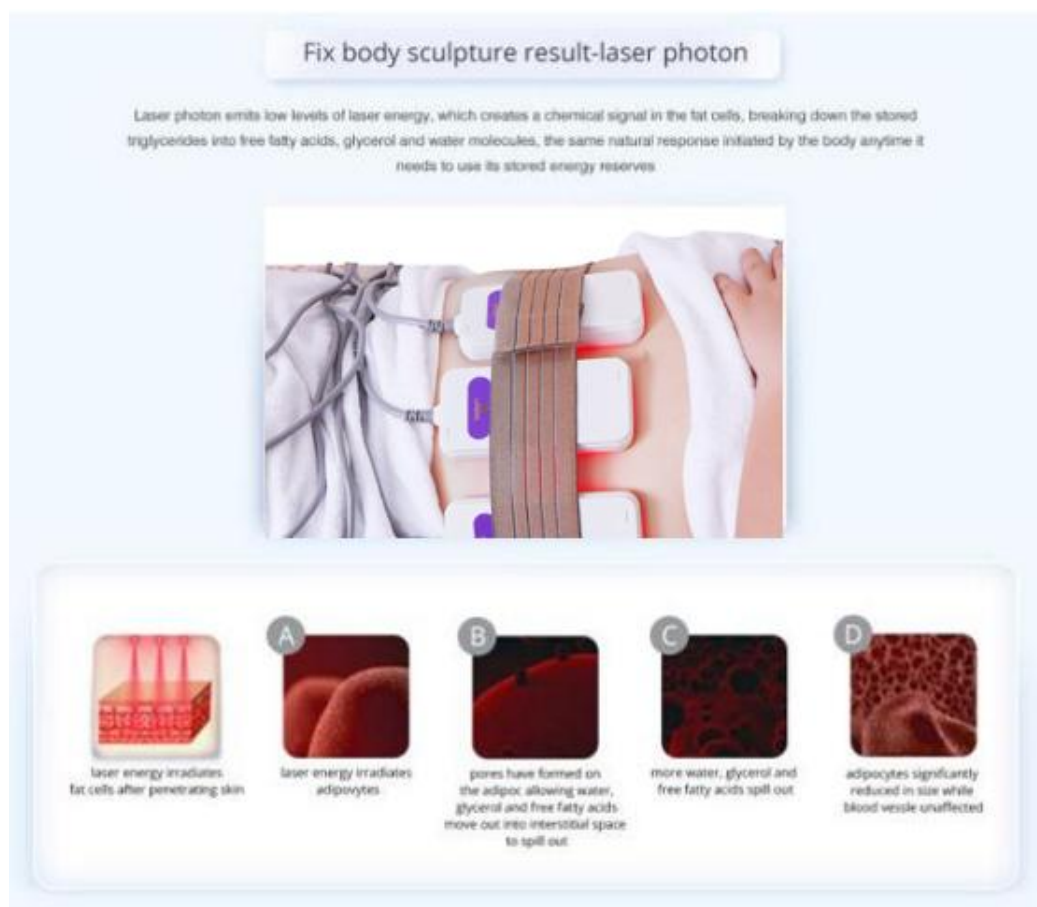 Fix body sculpture result-laser photon
Laser photon emits low levels of laser energy, which creates a chemical signal in the fat cells, breaking down the stored
triglycerides into free fatty acids, glycerol and water molecules, the same natural response initiated by the body anytime it
needs to use its stored energy reserves
A
B
C
D
laser energy irradiates
fat cells after penetrating skin
laser energy irradiates
adipovytes
pores have formed on
the adipoc allowing water,
glycerol and free fatty acids
move out into interstitial space
to spill out
more water, glycerol and
free fatty acids spill out
adipocytes signifcantly
reduced in size while
blood vessle unaffected